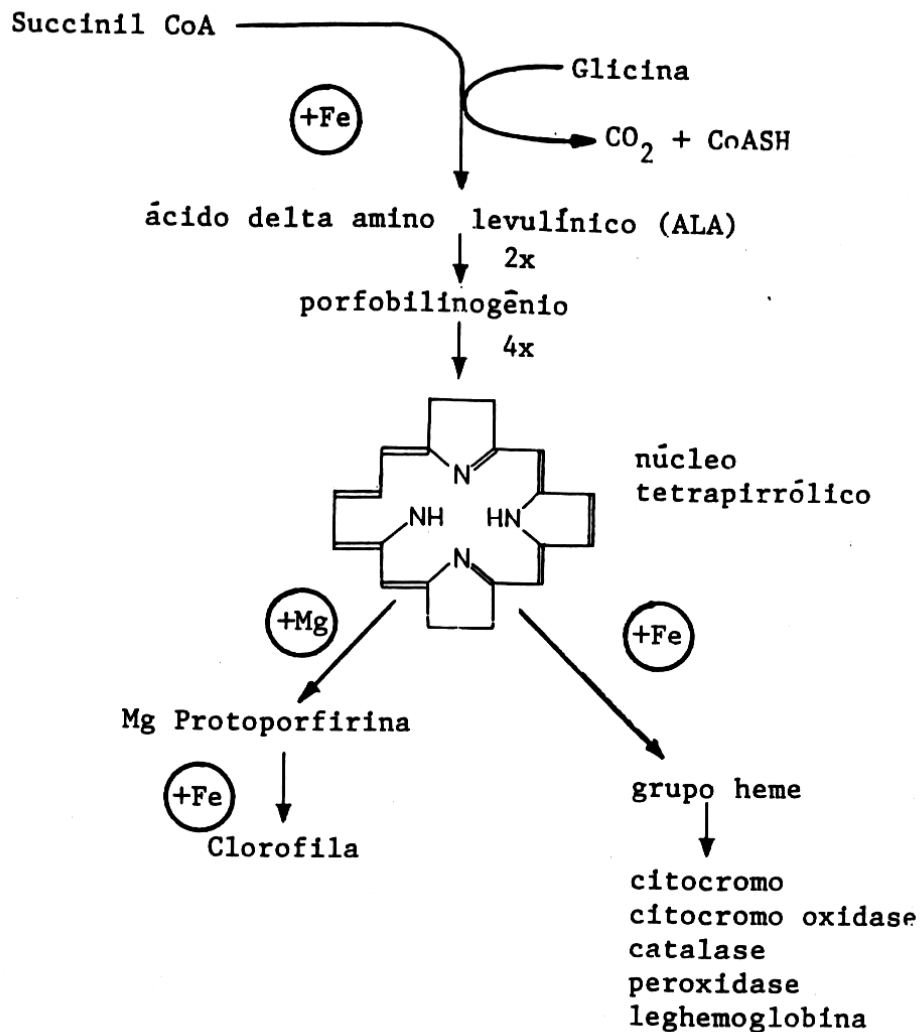 Succinil CoA
Glicina
+Fe
CO2 + CoASH
ácido delta amino levulínico (ALA)
2x
porfobilinogênio
4x
núcleo
tetrapirrólico
N
NH HN
N
+Mg
+Fe
Mg Protoporfirina
+Fe
grupo heme
Clorofila
citocromo
citocromo oxidase
catalase
peroxidase
leghemoglobina